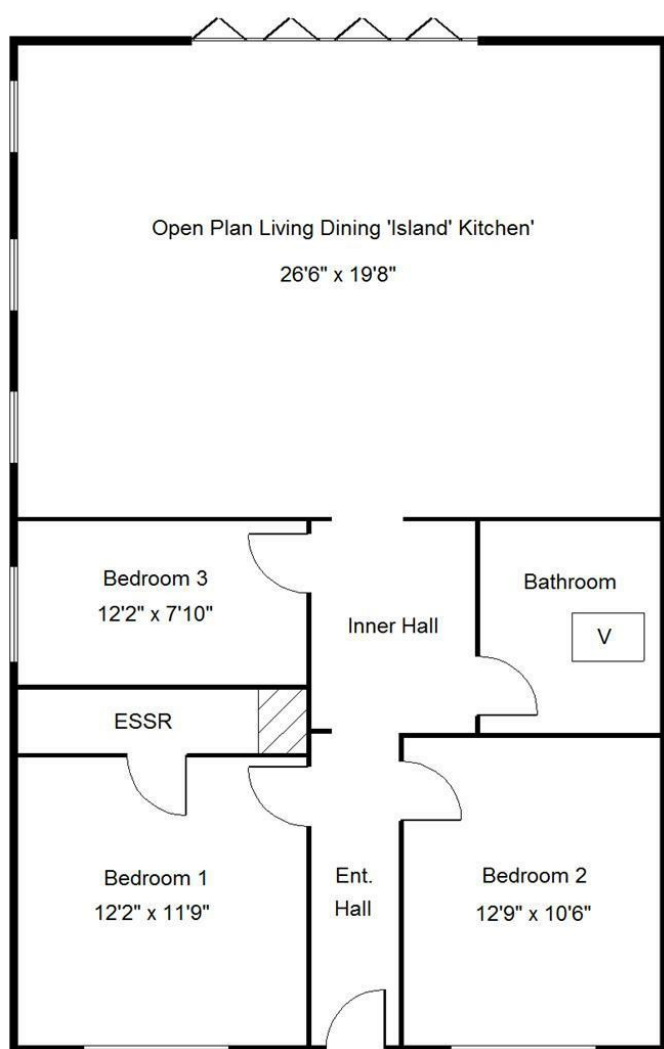 Open Plan Living Dining 'Island' Kitchen'
26'6" x 19'8"
Bedroom 3
12'2" x 7'10"
Inner Hall
Bathroom
V
ESSR
Bedroom 1
12'2" x 11'9"
Ent.
Hall
Bedroom 2
12'9" x 10'6"